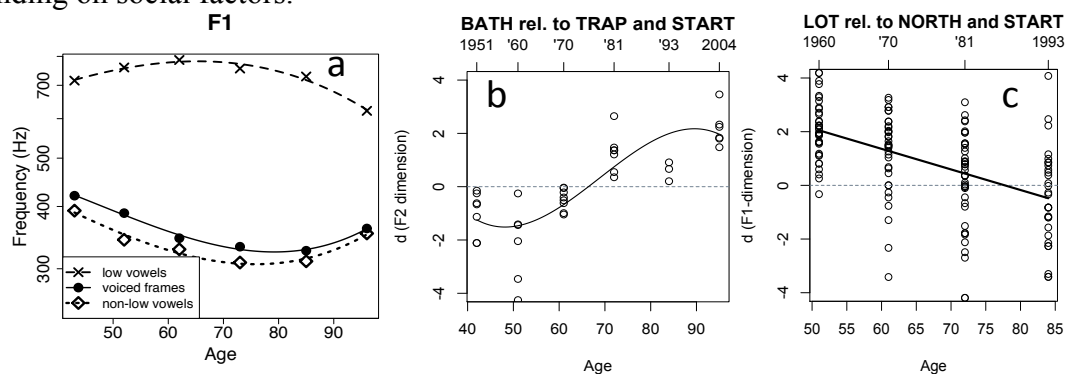 nding on social factors.
F1
a
700
500
400
300
Frequency (Hz)
low vowels
voiced frames
non-low vowels
50 60 70 80 90
Age
BATH rel. to TRAP and START
1951 '60 '70 '81 '93 2004
b
4
2
0
-2
-4
d (F2 dimension)
40 50 60 70 80 90
Age
LOT rel. to NORTH and START
1960 '70 '81 1993
c
4
2
0
-2
-4
d (F1-dimension)
50 55 60 65 70 75 80 85
Age